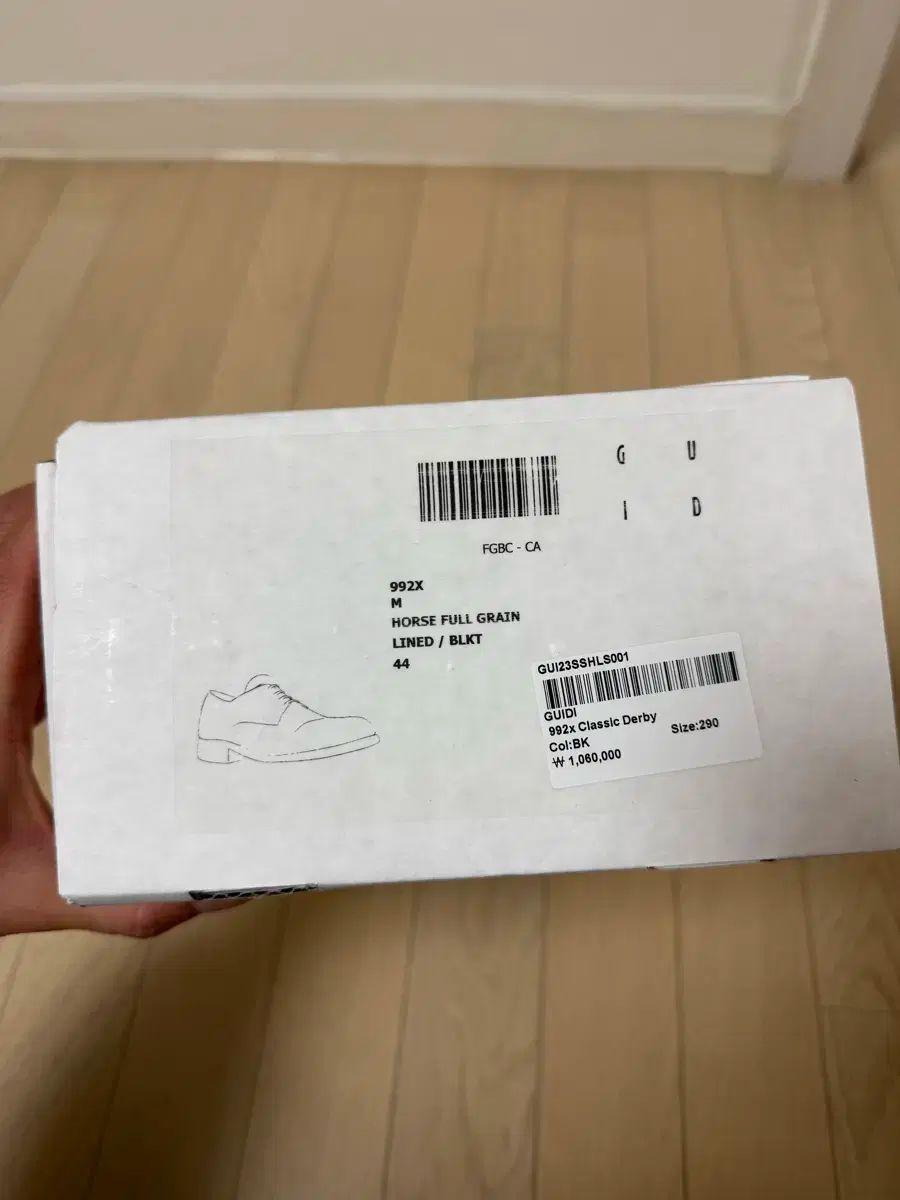 G U
I D
FGBC - CA
992X
M
HORSE FULL GRAIN
LINED / BLKT
44
GUI23SSHLS001
GUIDI
992x Classic Derby
Col:BK Size:290
₩ 1,060,000